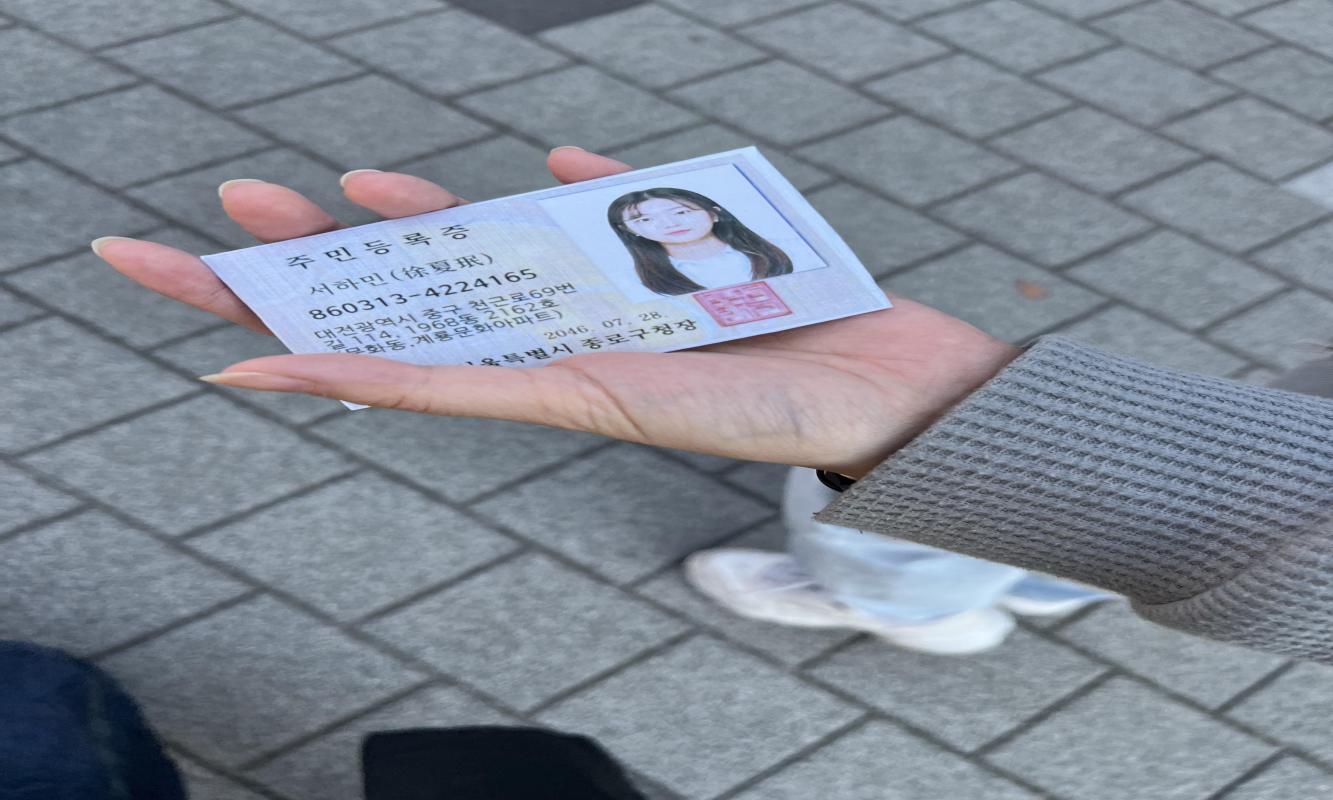 주민등록증
서하민(徐夏珉)
860313-4224165
대전광역시 중구 천근로69번
길 114, 1968동 2162호
문화동,계룡문화아파트)
2046. 07. 28.
울특별시 종로구청장